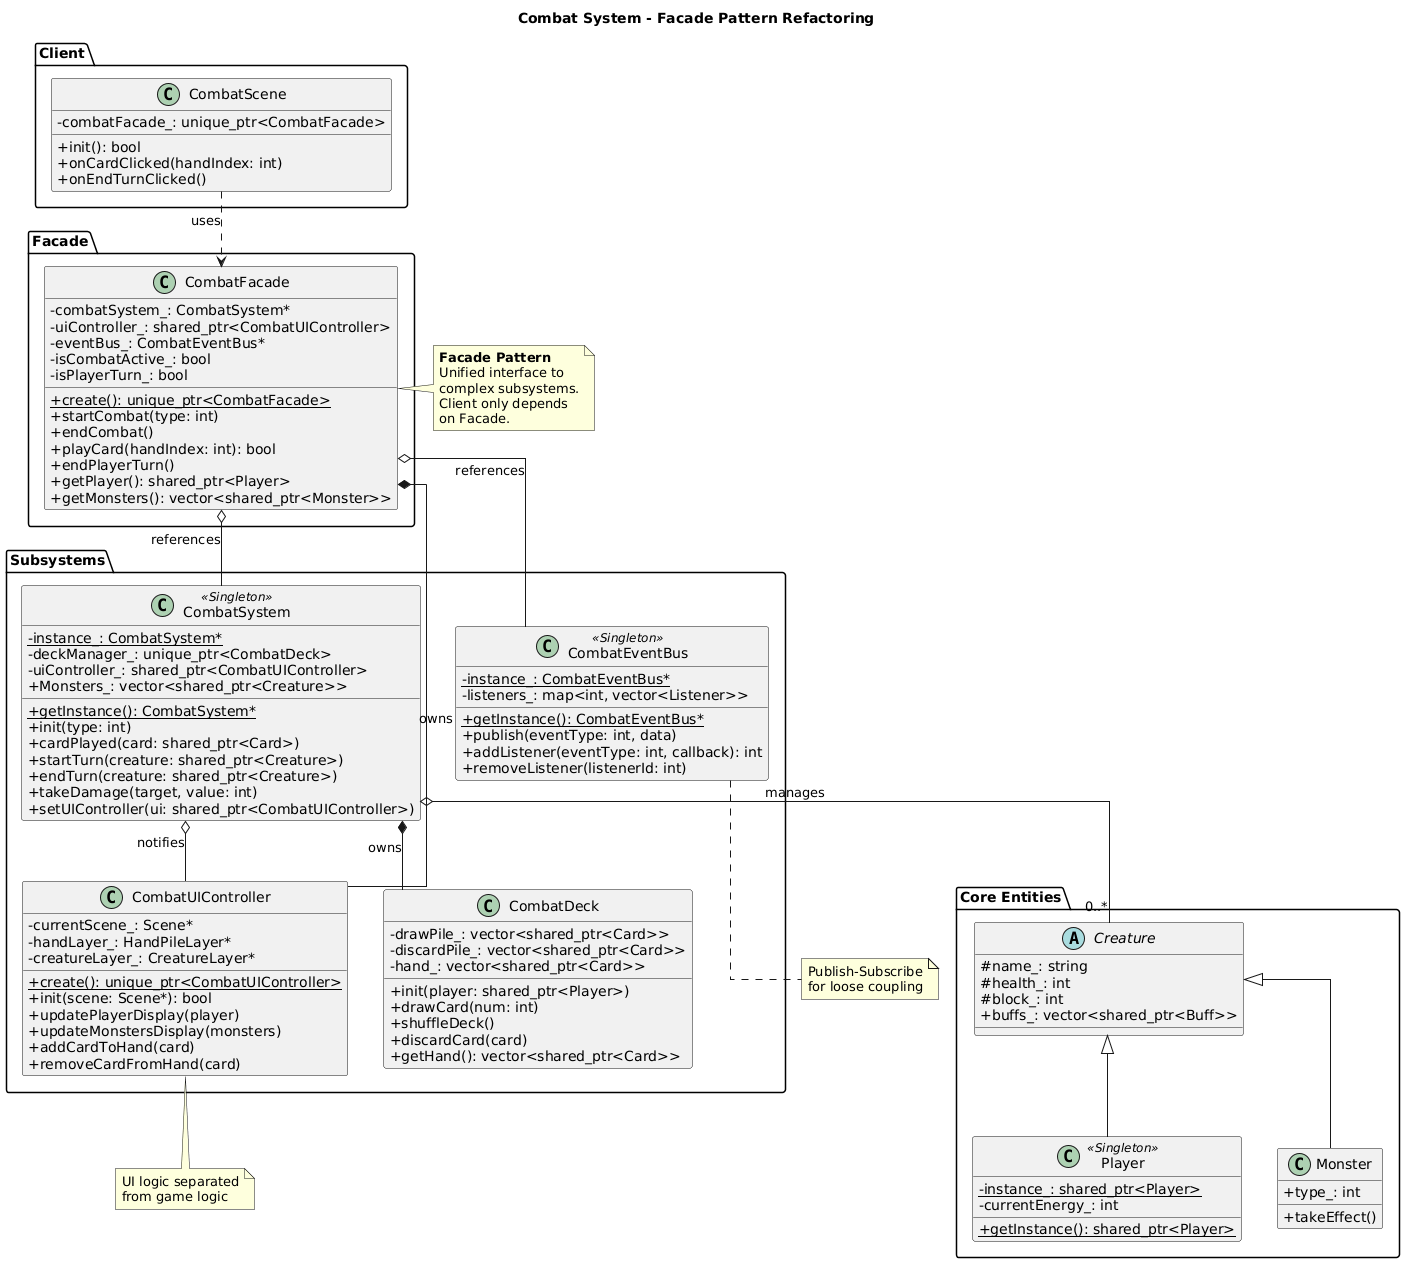 Combat System - Facade Pattern Refactoring
Client
C CombatScene
-combatFacade_: unique_ptr<CombatFacade>
+init(): bool
+onCardClicked(handIndex: int)
+onEndTurnClicked()
uses
Facade
C CombatFacade
-combatSystem_: CombatSystem*
-uiController_: shared_ptr<CombatUIController>
-eventBus_: CombatEventBus*
-isCombatActive_: bool
-isPlayerTurn_: bool
+create(): unique_ptr<CombatFacade>
+startCombat(type: int)
+endCombat()
+playCard(handIndex: int): bool
+endPlayerTurn()
+getPlayer(): shared_ptr<Player>
+getMonsters(): vector<shared_ptr<Monster>>
Facade Pattern
Unified interface to
complex subsystems.
Client only depends
on Facade.
references
references
Subsystems
«Singleton»
C CombatSystem
-instance_: CombatSystem*
-deckManager_: unique_ptr<CombatDeck>
-uiController_: shared_ptr<CombatUIController>
+Monsters_: vector<shared_ptr<Creature>>
+getInstance(): CombatSystem*
+init(type: int)
+cardPlayed(card: shared_ptr<Card>)
+startTurn(creature: shared_ptr<Creature>)
+endTurn(creature: shared_ptr<Creature>)
+takeDamage(target, value: int)
+setUIController(ui: shared_ptr<CombatUIController>)
owns
«Singleton»
C CombatEventBus
-instance_: CombatEventBus*
-listeners_: map<int, vector<Listener>>
+getInstance(): CombatEventBus*
+publish(eventType: int, data)
+addListener(eventType: int, callback): int
+removeListener(listenerId: int)
manages
notifies
owns
C CombatUIController
-currentScene_: Scene*
-handLayer_: HandPileLayer*
-creatureLayer_: CreatureLayer*
+create(): unique_ptr<CombatUIController>
+init(scene: Scene*): bool
+updatePlayerDisplay(player)
+updateMonstersDisplay(monsters)
+addCardToHand(card)
+removeCardFromHand(card)
C CombatDeck
-drawPile_: vector<shared_ptr<Card>>
-discardPile_: vector<shared_ptr<Card>>
-hand_: vector<shared_ptr<Card>>
+init(player: shared_ptr<Player>)
+drawCard(num: int)
+shuffleDeck()
+discardCard(card)
+getHand(): vector<shared_ptr<Card>>
Publish-Subscribe
for loose coupling
Core Entities
0..*
A Creature
#name_: string
#health_: int
#block_: int
+buffs_: vector<shared_ptr<Buff>>
UI logic separated
from game logic
«Singleton»
C Player
-instance_: shared_ptr<Player>
-currentEnergy_: int
+getInstance(): shared_ptr<Player>
C Monster
+type_: int
+takeEffect()